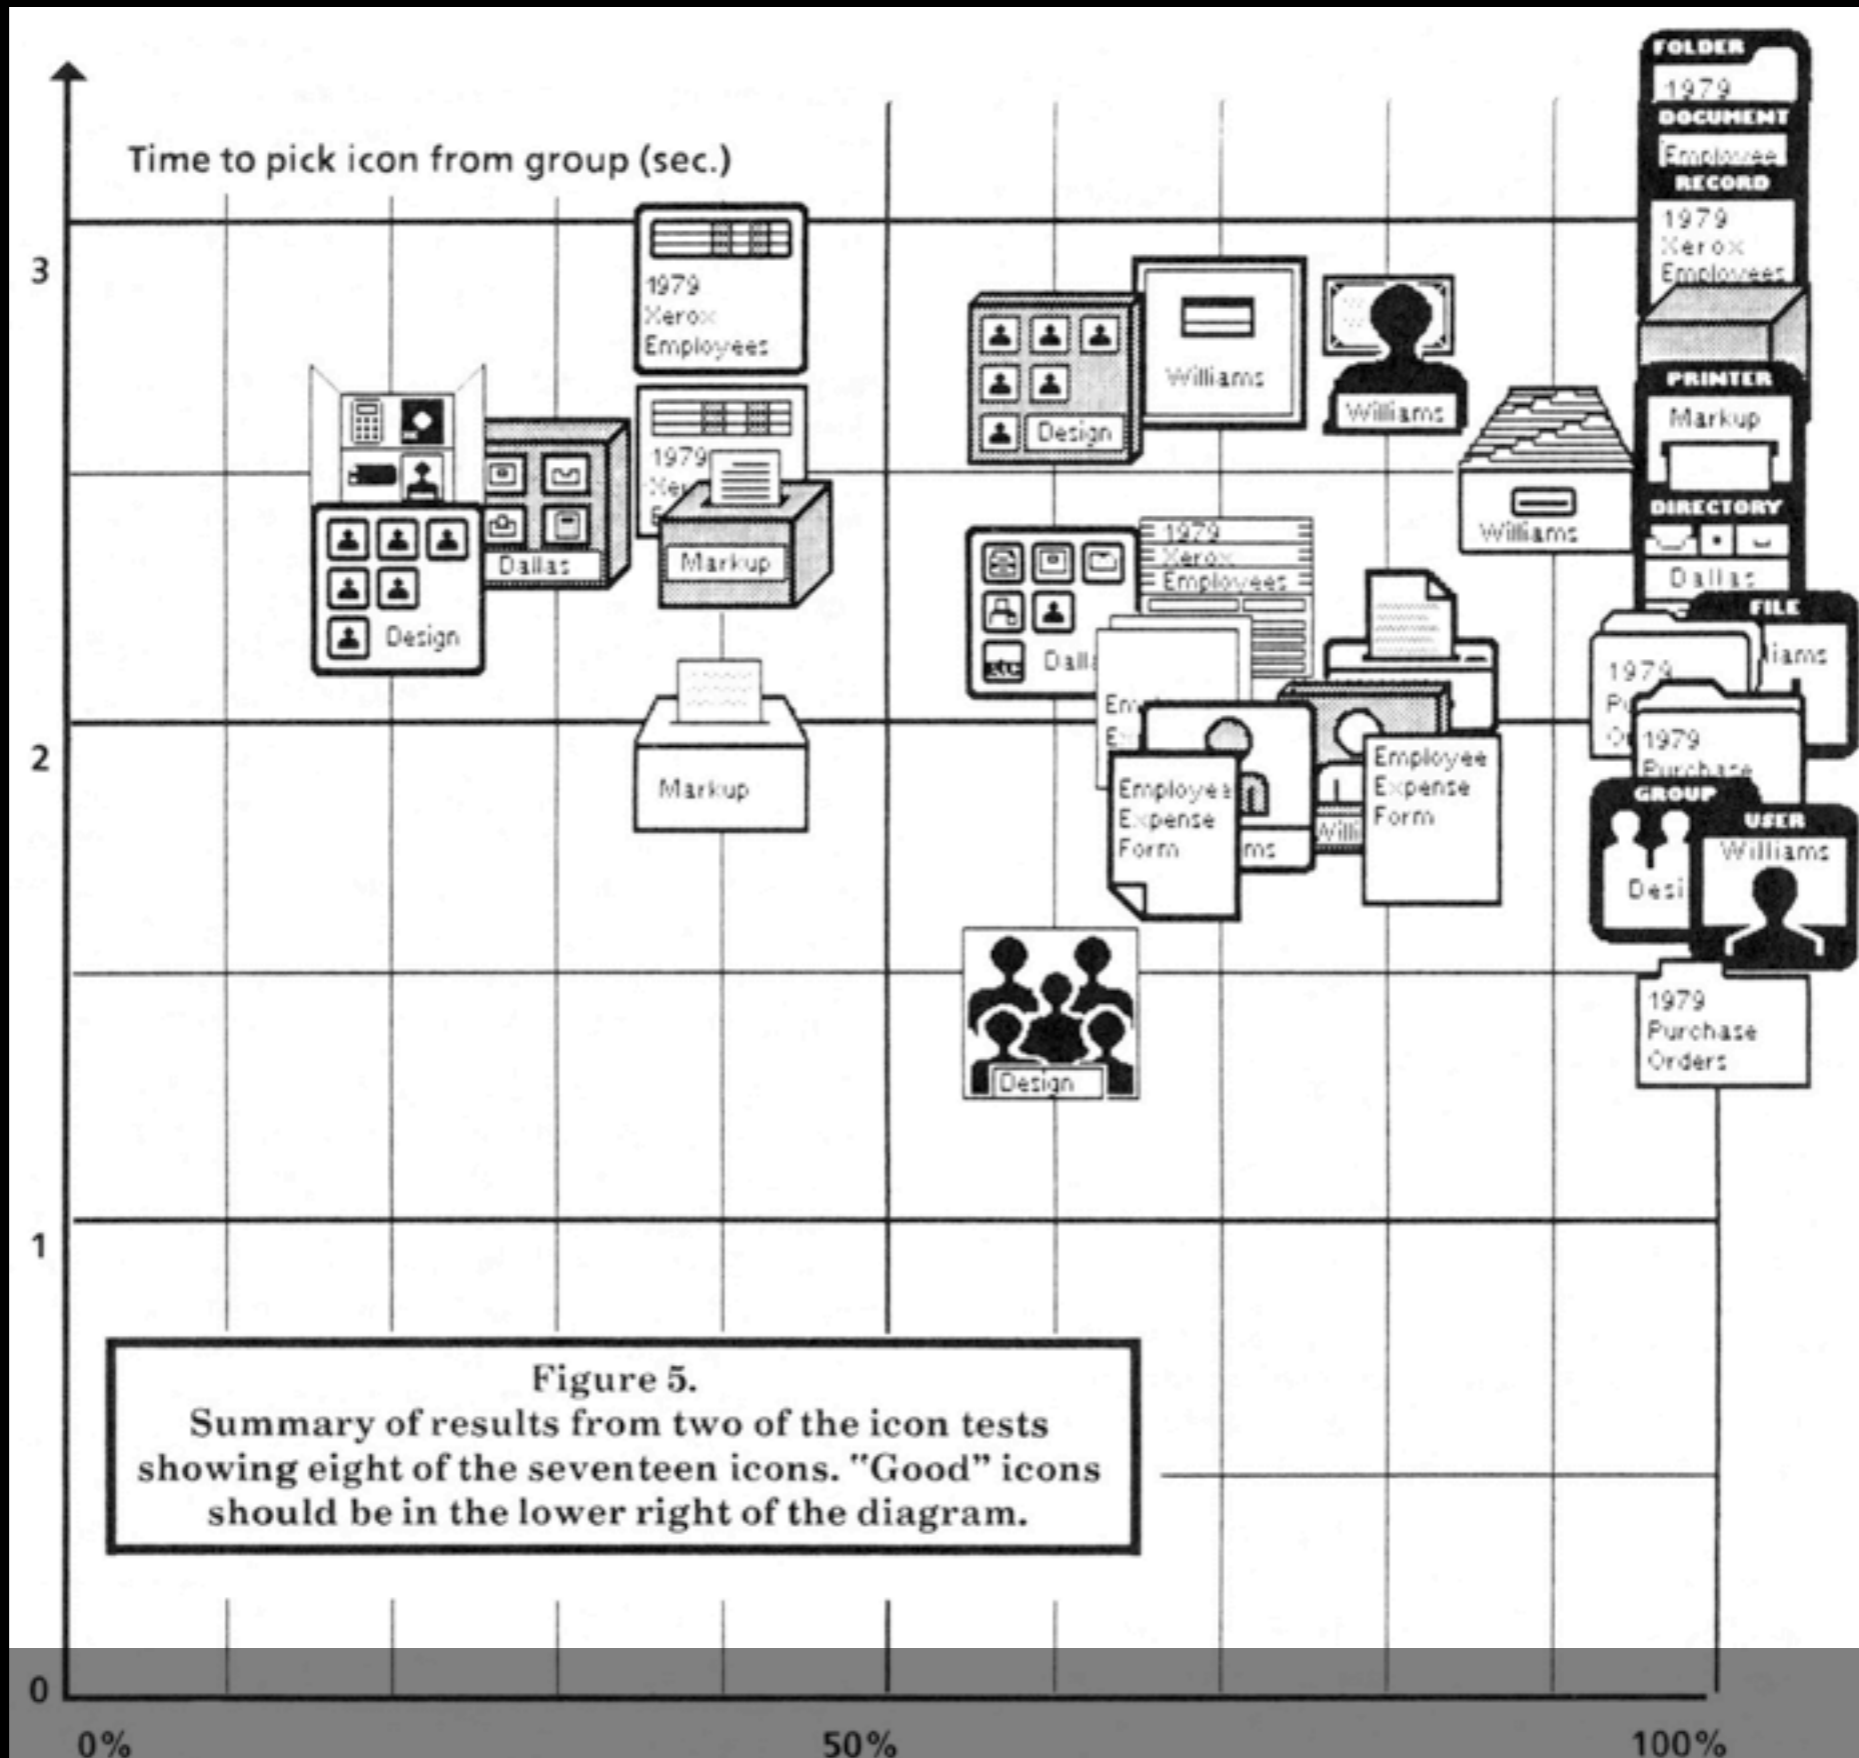 Time to pick icon from group (sec.)
3
2
1
0
0%
50%
100%
1979
Xerox
Employees
1979
Dallas
Markup
Design
Markup
Design
Williams
Williams
Williams
1979
Xerox
Employees
etc
Employee
Expense
Form
Employee
Expense
Form
Design
FOLDER
1979
DOCUMENT
Employee
RECORD
1979
Xerox
Employees
PRINTER
Markup
DIRECTORY
Dallas
FILE
1979
1979
Purchase
GROUP
USER
Williams
1979
Purchase
Orders
Figure 5.
Summary of results from two of the icon tests
showing eight of the seventeen icons. "Good" icons
should be in the lower right of the diagram.